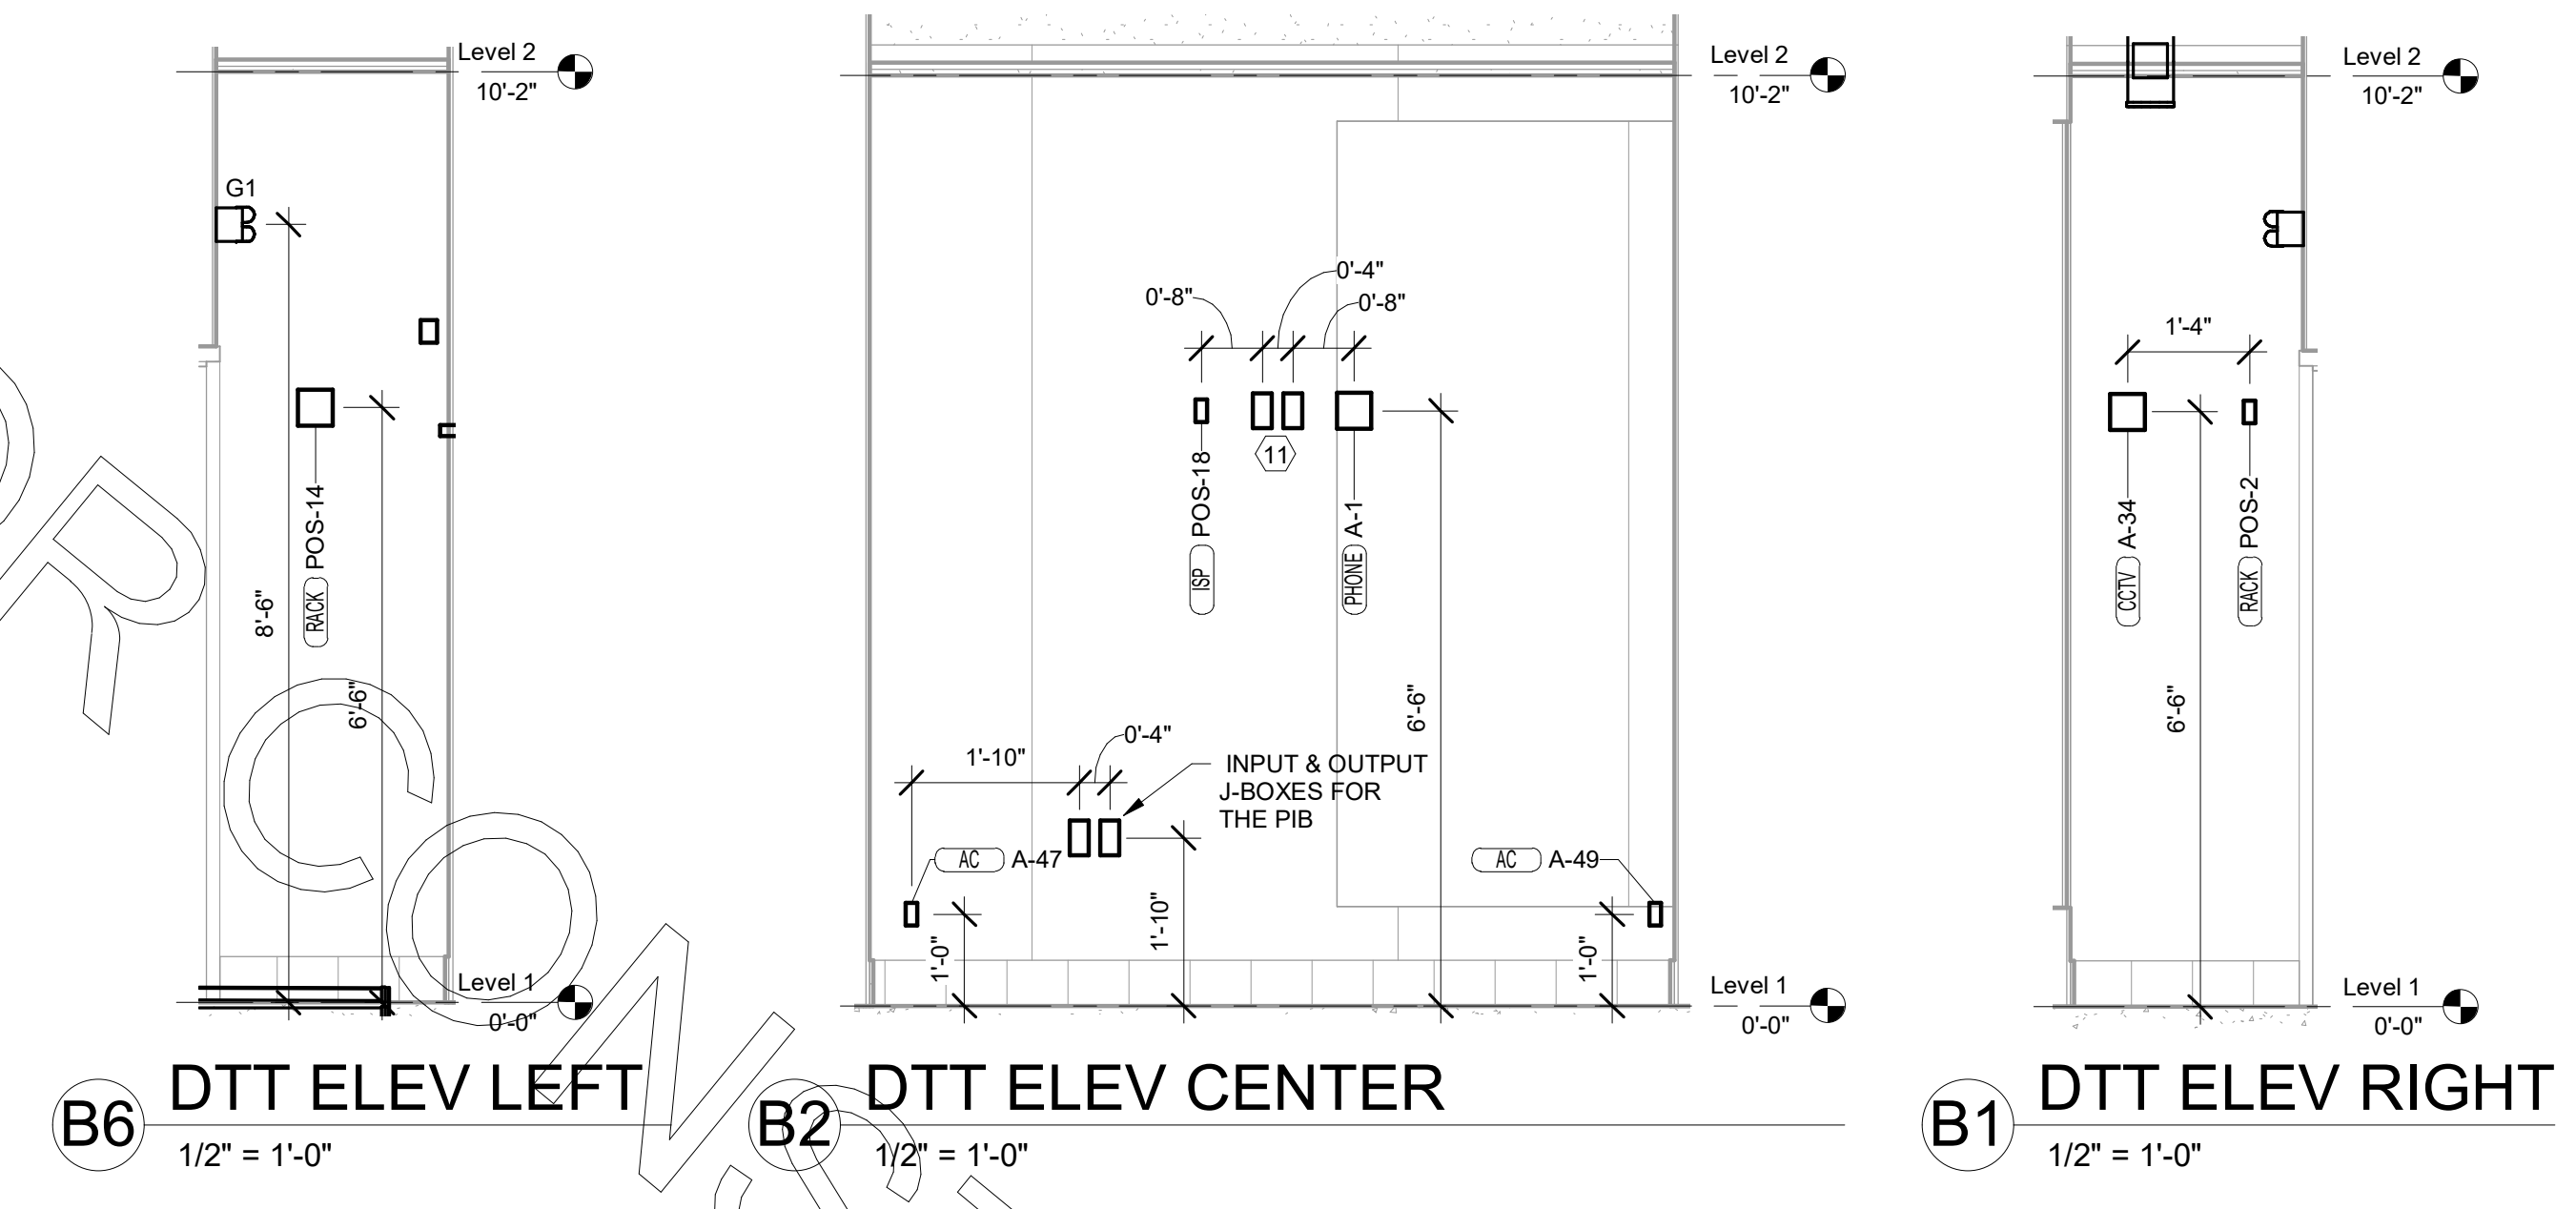 Level 2
10'-2"
G1
POS-14
RACK
8'-6"
6'-6"
Level 1
0'-0"
B6
DTT ELEV LEFT
1/2" = 1'-0"
Level 2
10'-2"
0'-4"
0'-8"
0'-8"
11
POS-18
ISP
A-1
PHONE
6'-6"
0'-4"
1'-10"
INPUT & OUTPUT
J-BOXES FOR
THE PIB
AC A-47
AC A-49
1'-0"
1'-10"
1'-0"
Level 1
0'-0"
B2
DTT ELEV CENTER
1/2" = 1'-0"
Level 2
10'-2"
1'-4"
A-34
CCTV
POS-2
RACK
6'-6"
Level 1
0'-0"
B1
DTT ELEV RIGHT
1/2" = 1'-0"
R CON